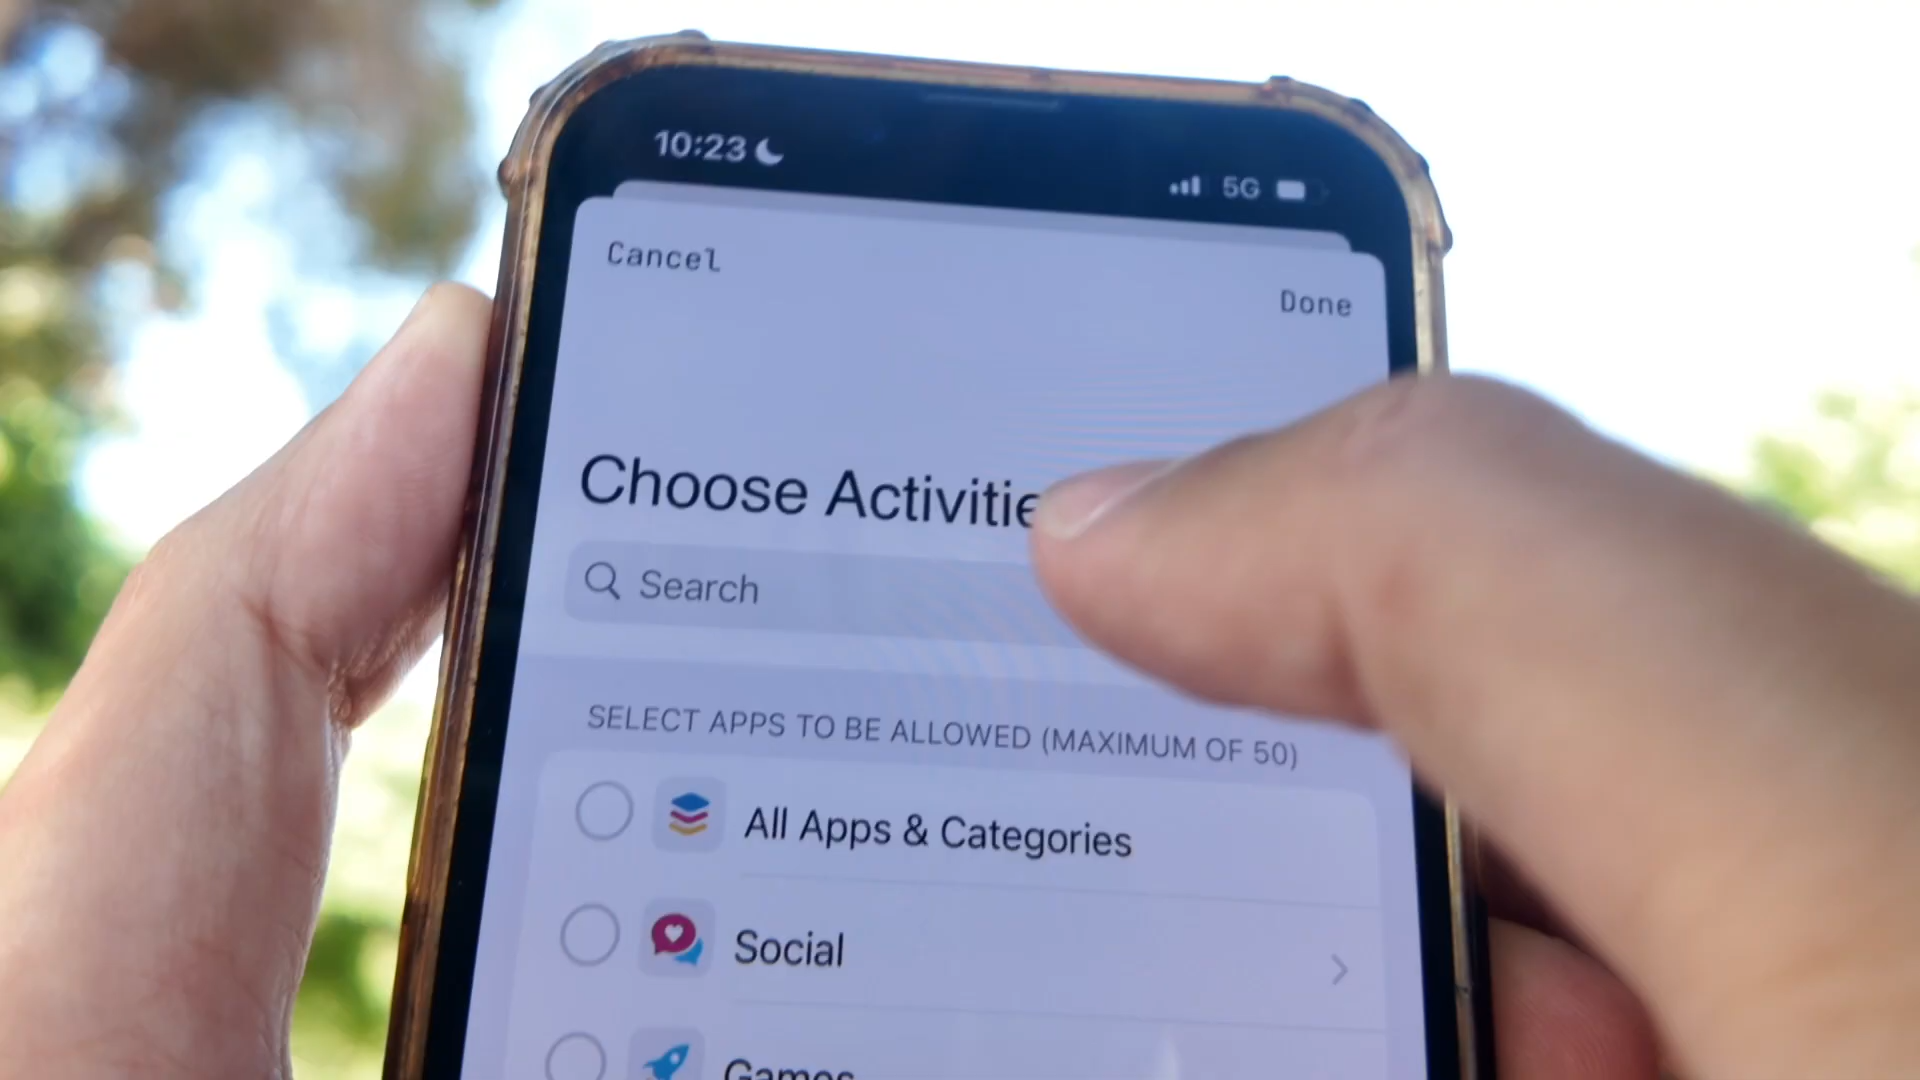 10:23
5G
Cancel
Done
Choose Activitie
Search
SELECT APPS TO BE ALLOWED (MAXIMUM OF 50)
All Apps & Categories
Social
Games